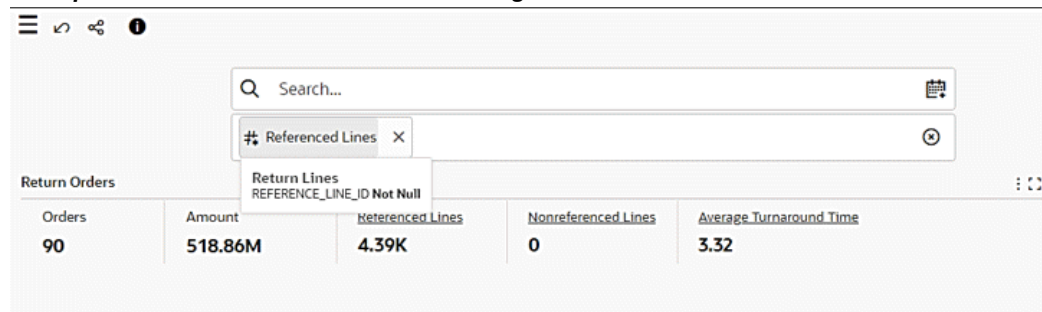 Search...
Referenced Lines
Return Lines
REFERENCE_LINE_ID Not Null
Return Orders
Orders
Amount
Referenced Lines
Nonreferenced Lines
Average Turnaround Time
90
518.86M
4.39K
0
3.32